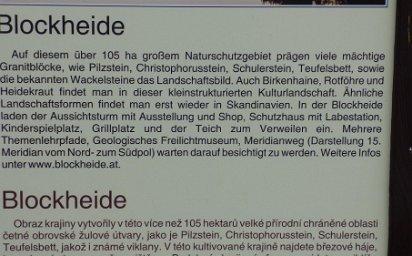 Blockheide
Auf diesem über 105 ha großem Naturschutzgebiet prägen viele mächtige
Granitblöcke, wie Pilzstein, Christophorusstein, Schulerstein, Teufelsbett, sowie
die bekannten Wackelsteine das Landschaftsbild. Auch Birkenhaine, Rotföhre und
Heidekraut findet man in dieser kleinstrukturierten Kulturlandschaft. Ähnliche
Landschaftsformen findet man erst wieder in Skandinavien. In der Blockheide
laden der Aussichtsturm mit Ausstellung und Shop, Schutzhaus mit Labestation,
Kinderspielplatz, Grillplatz und der Teich zum Verweilen ein. Mehrere
Themenlehrpfade, Geologisches Freilichtmuseum, Meridianweg (Darstellung 15.
Meridian vom Nord- zum Südpol) warten darauf besichtigt zu werden. Weitere Infos
unter www.blockheide.at.
Blockheide
Obraz krajiny vytvořily v této více než 105 hektarů velké přírodní chráněné oblasti
četné obrovské žulové útvary, jako je Pilzstein, Christophorusstein, Schulerstein,
Teufelsbett, jakož i známé viklany. V této kultivované krajině najdete březové háje,